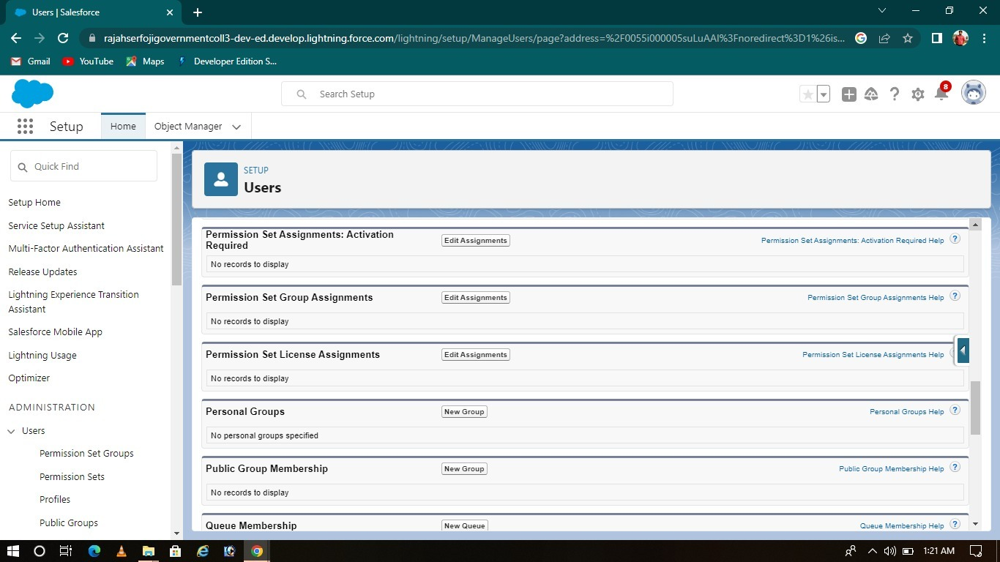 Users | Salesforce
rajahserfojigovernmentcoll3-dev-ed.develop.lightning.force.com/lightning/setup/ManageUsers/page?address=%2F0055i000005suLuAAI%3Fnoredirect%3D1%26is...
Gmail YouTube Maps Developer Edition S...
Search Setup
8
Setup Home Object Manager
Quick Find
Setup Home
Service Setup Assistant
Multi-Factor Authentication Assistant
Release Updates
Lightning Experience Transition
Assistant
Salesforce Mobile App
Lightning Usage
Optimizer
ADMINISTRATION
Users
Permission Set Groups
Permission Sets
Profiles
Public Groups
SETUP
Users
Permission Set Assignments: Activation
Required
Edit Assignments
Permission Set Assignments: Activation Required Help ?
No records to display
Permission Set Group Assignments
Edit Assignments
Permission Set Group Assignments Help ?
No records to display
Permission Set License Assignments
Edit Assignments
Permission Set License Assignments Help
No records to display
Personal Groups
New Group
Personal Groups Help ?
No personal groups specified
Public Group Membership
New Group
Public Group Membership Help ?
No records to display
Queue Membership
New Queue
Queue Membership Help ?
1:21 AM